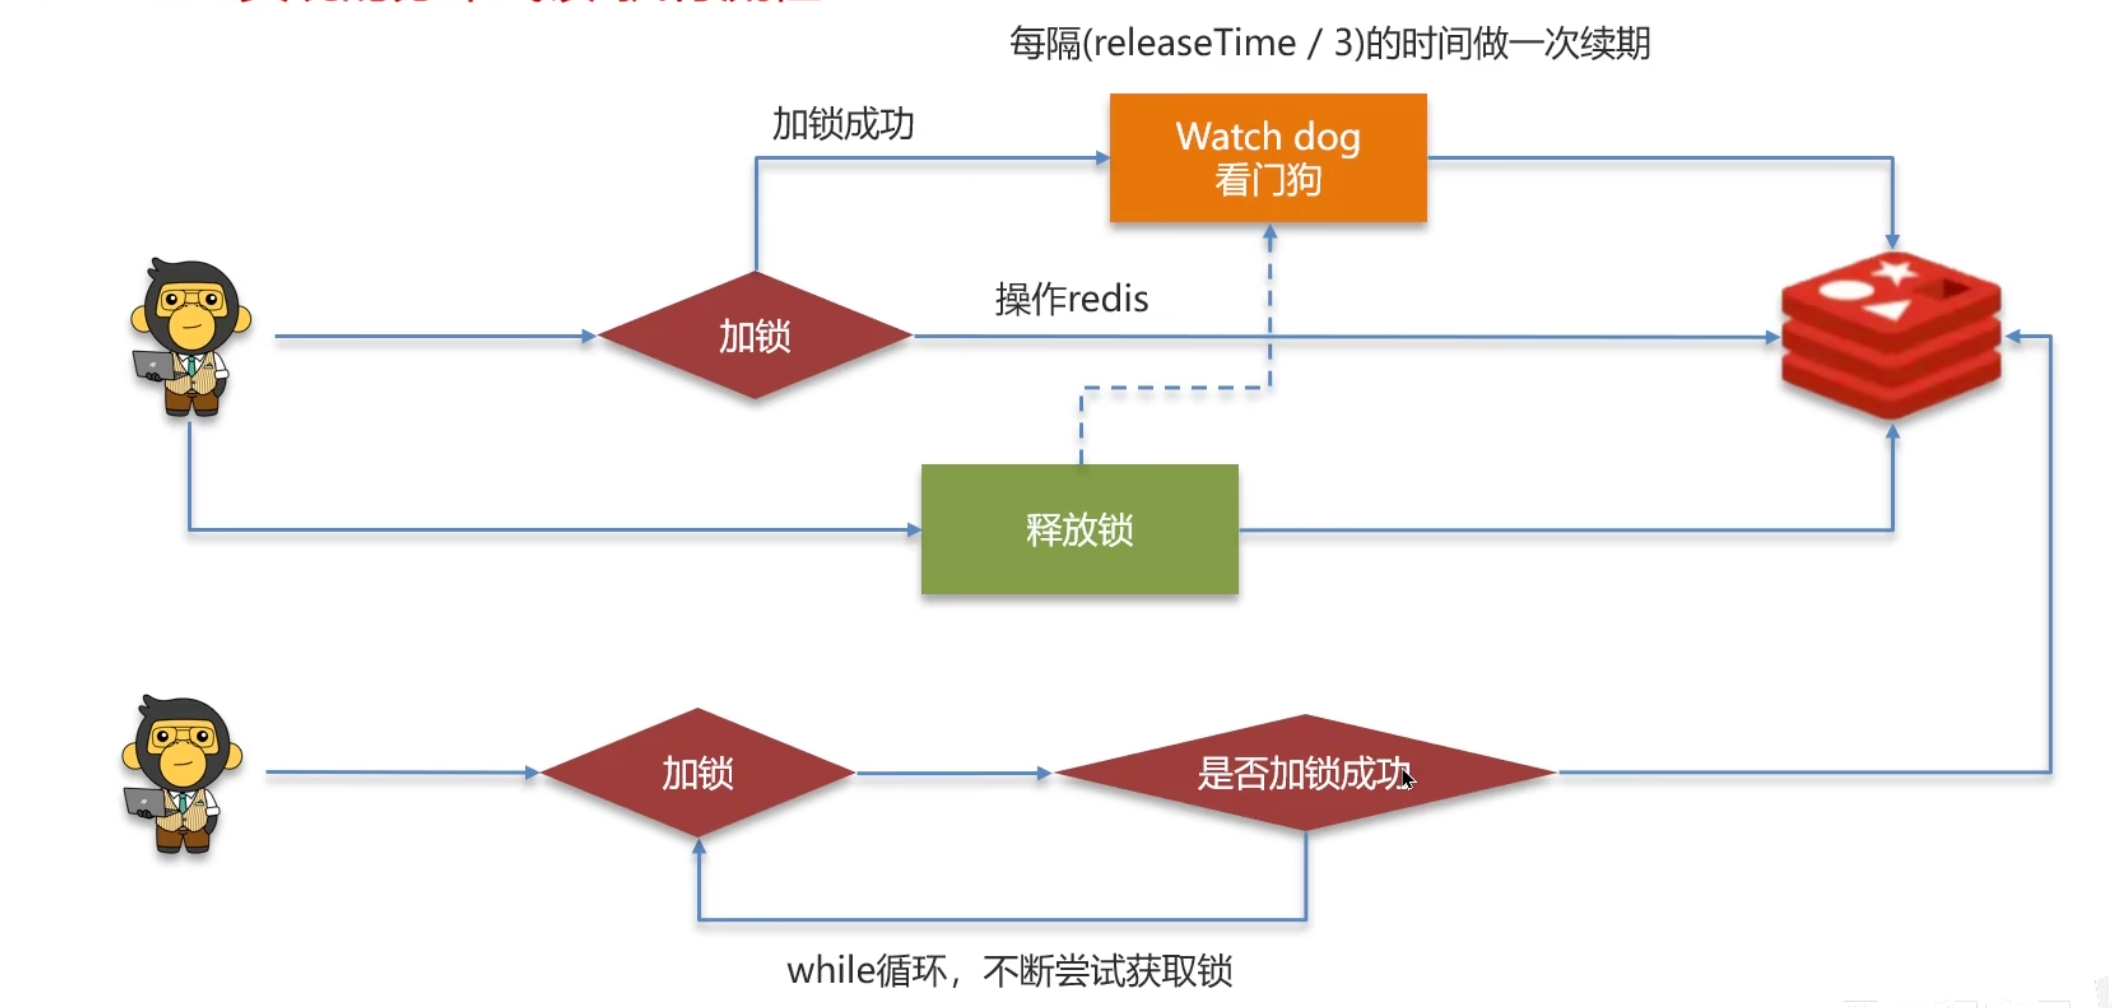 每隔(releaseTime / 3)的时间做一次续期
加锁成功
Watch dog
看门狗
操作redis
加锁
释放锁
加锁
是否加锁成功
while循环，不断尝试获取锁